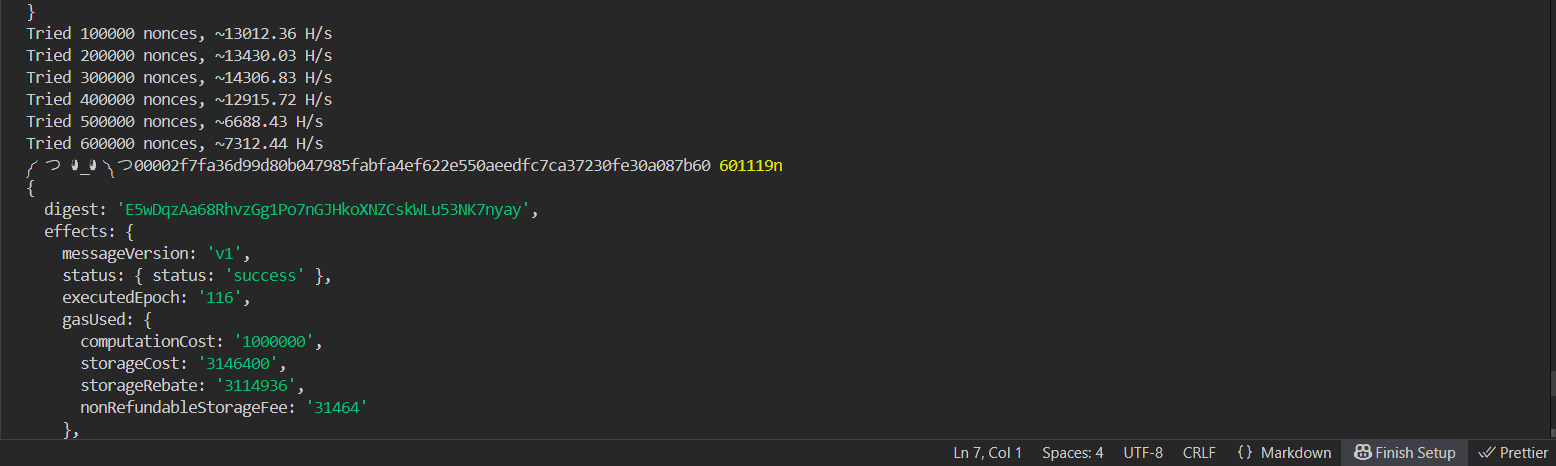 }
Tried 100000 nonces, ~13012.36 H/s
Tried 200000 nonces, ~13430.03 H/s
Tried 300000 nonces, ~14306.83 H/s
Tried 400000 nonces, ~12915.72 H/s
Tried 500000 nonces, ~6688.43 H/s
Tried 600000 nonces, ~7312.44 H/s
༼ つ ◕_◕ ༽つ00002f7fa36d99d80b047985fabfa4ef622e550aeedfc7ca37230fe30a087b60 601119n
{
  digest: 'E5wDqzAa68RhvzGg1Po7nGJHkoXNZCskWLu53NK7nyay',
  effects: {
    messageVersion: 'v1',
    status: { status: 'success' },
    executedEpoch: '116',
    gasUsed: {
      computationCost: '1000000',
      storageCost: '3146400',
      storageRebate: '3114936',
      nonRefundableStorageFee: '31464'
    },
Ln 7, Col 1 Spaces: 4 UTF-8 CRLF {} Markdown Finish Setup Prettier